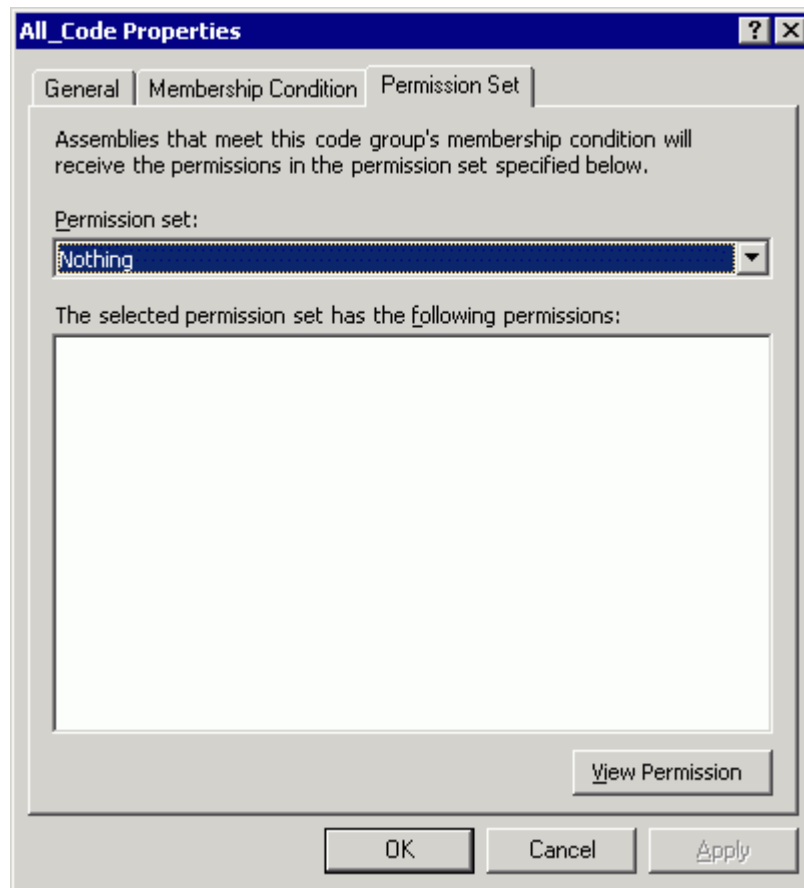 All_Code Properties
General Membership Condition Permission Set
Assemblies that meet this code group's membership condition will
receive the permissions in the permission set specified below.
Permission set:
Nothing
The selected permission set has the following permissions:
View Permission
OK Cancel Apply